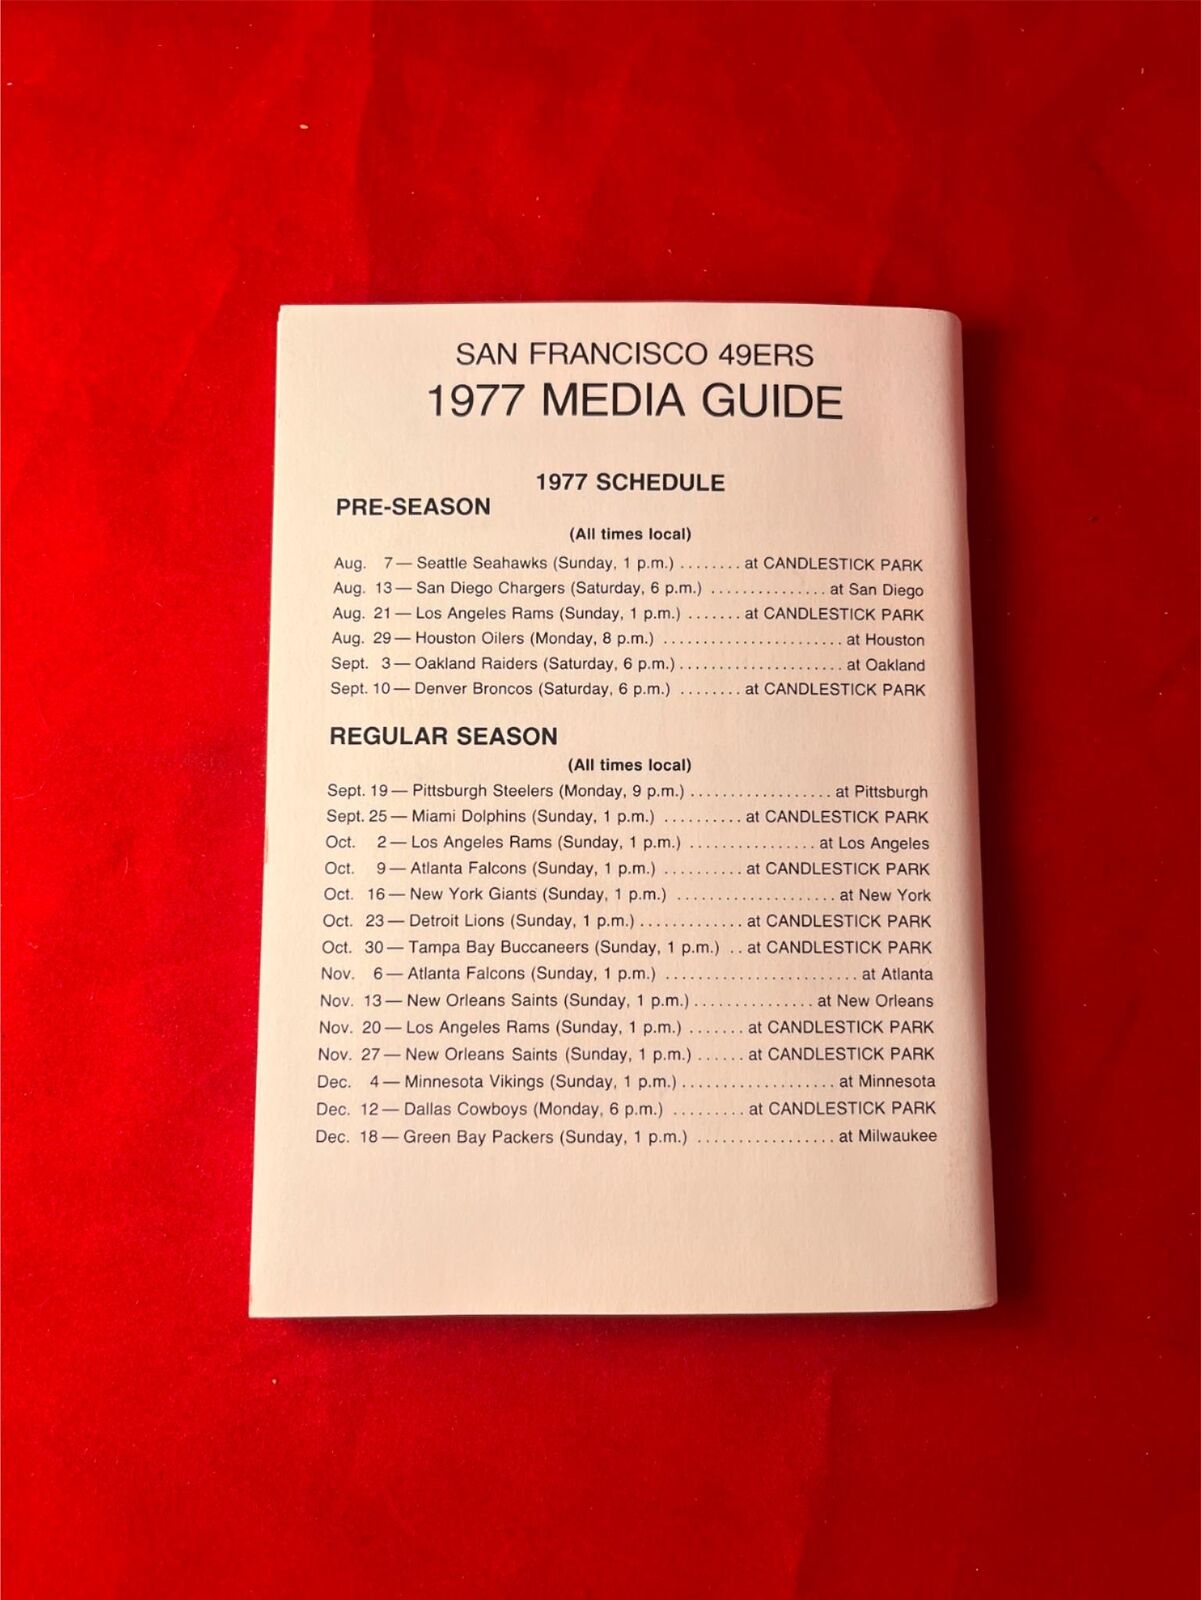 SAN FRANCISCO 49ERS
1977 MEDIA GUIDE
1977 SCHEDULE
PRE-SEASON
(All times local)
Aug. 7 — Seattle Seahawks (Sunday, 1 p.m.) ........ at CANDLESTICK PARK
Aug. 13 — San Diego Chargers (Saturday, 6 p.m.) ............... at San Diego
Aug. 21 — Los Angeles Rams (Sunday, 1 p.m.) ....... at CANDLESTICK PARK
Aug. 29 — Houston Oilers (Monday, 8 p.m.) ........................ at Houston
Sept. 3 — Oakland Raiders (Saturday, 6 p.m.) ...................... at Oakland
Sept. 10 — Denver Broncos (Saturday, 6 p.m.) ........ at CANDLESTICK PARK
REGULAR SEASON
(All times local)
Sept. 19 — Pittsburgh Steelers (Monday, 9 p.m.) .................. at Pittsburgh
Sept. 25 — Miami Dolphins (Sunday, 1 p.m.) .......... at CANDLESTICK PARK
Oct. 2 — Los Angeles Rams (Sunday, 1 p.m.) ................ at Los Angeles
Oct. 9 — Atlanta Falcons (Sunday, 1 p.m.) .......... at CANDLESTICK PARK
Oct. 16 — New York Giants (Sunday, 1 p.m.) .................... at New York
Oct. 23 — Detroit Lions (Sunday, 1 p.m.) ............. at CANDLESTICK PARK
Oct. 30 — Tampa Bay Buccaneers (Sunday, 1 p.m.) .. at CANDLESTICK PARK
Nov. 6 — Atlanta Falcons (Sunday, 1 p.m.) ........................ at Atlanta
Nov. 13 — New Orleans Saints (Sunday, 1 p.m.) ............... at New Orleans
Nov. 20 — Los Angeles Rams (Sunday, 1 p.m.) ....... at CANDLESTICK PARK
Nov. 27 — New Orleans Saints (Sunday, 1 p.m.) ...... at CANDLESTICK PARK
Dec. 4 — Minnesota Vikings (Sunday, 1 p.m.) .................... at Minnesota
Dec. 12 — Dallas Cowboys (Monday, 6 p.m.) ......... at CANDLESTICK PARK
Dec. 18 — Green Bay Packers (Sunday, 1 p.m.) .................. at Milwaukee